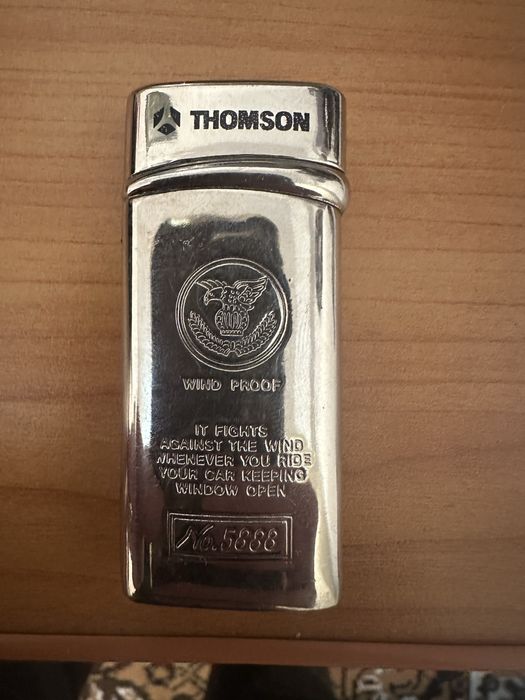 THOMSON
WIND PROOF
IT FIGHTS
AGAINST THE WIND
WHENEVER YOU RIDE
YOUR CAR KEEPING
WINDOW OPEN
No.5888